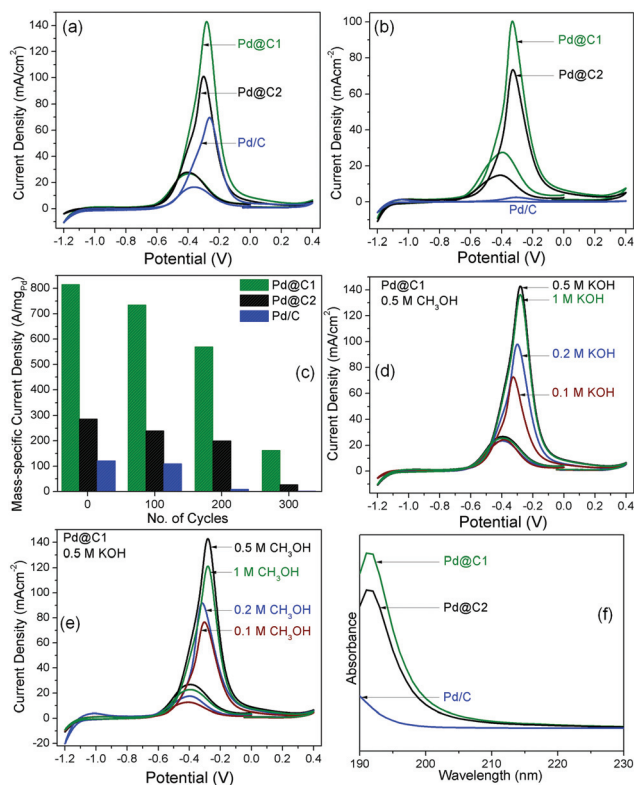 (a)
Pd@C1
Pd@C2
Pd/C
Current Density (mA/cm²)
140
120
100
80
60
40
20
0
-1.2 -1.0 -0.8 -0.6 -0.4 -0.2 0.0 0.2 0.4
Potential (V)
(b)
Pd@C1
Pd@C2
Pd/C
Current Density (mAcm⁻²)
100
80
60
40
20
0
-20
-1.2 -1.0 -0.8 -0.6 -0.4 -0.2 0.0 0.2 0.4
Potential (V)
(c)
Pd@C1
Pd@C2
Pd/C
Mass-specific Current Density (A/mg_Pd)
800
700
600
500
400
300
200
100
0
0 100 200 300
No. of Cycles
Pd@C1
0.5 M CH₃OH
(d)
0.5 M KOH
1 M KOH
0.2 M KOH
0.1 M KOH
Current Density (mA/cm²)
140
120
100
80
60
40
20
0
-1.2 -1.0 -0.8 -0.6 -0.4 -0.2 0.0 0.2 0.4
Potential (V)
Pd@C1
0.5 M KOH
(e)
0.5 M CH₃OH
1 M CH₃OH
0.2 M CH₃OH
0.1 M CH₃OH
Current Density (mAcm⁻²)
140
120
100
80
60
40
20
0
-20
-1.2 -1.0 -0.8 -0.6 -0.4 -0.2 0.0 0.2 0.4
Potential (V)
(f)
Pd@C1
Pd@C2
Pd/C
Absorbance
190 200 210 220 230
Wavelength (nm)